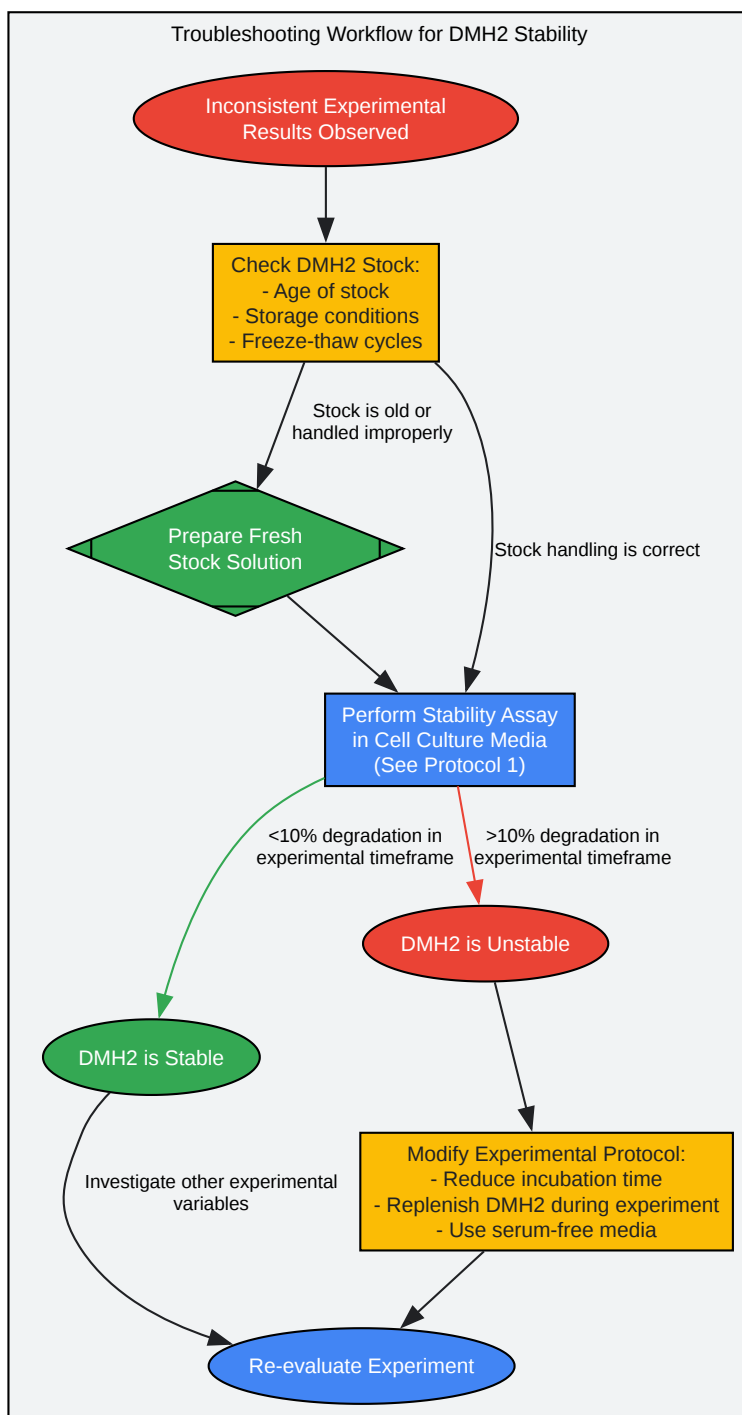 Troubleshooting Workflow for DMH2 Stability
Inconsistent Experimental
Results Observed
Check DMH2 Stock:
- Age of stock
- Storage conditions
- Freeze-thaw cycles
Stock is old or
handled improperly
Prepare Fresh
Stock Solution
Stock handling is correct
Perform Stability Assay
in Cell Culture Media
(See Protocol 1)
<10% degradation in
experimental timeframe
>10% degradation in
experimental timeframe
DMH2 is Unstable
DMH2 is Stable
Modify Experimental Protocol:
- Reduce incubation time
- Replenish DMH2 during experiment
- Use serum-free media
Investigate other experimental
variables
Re-evaluate Experiment